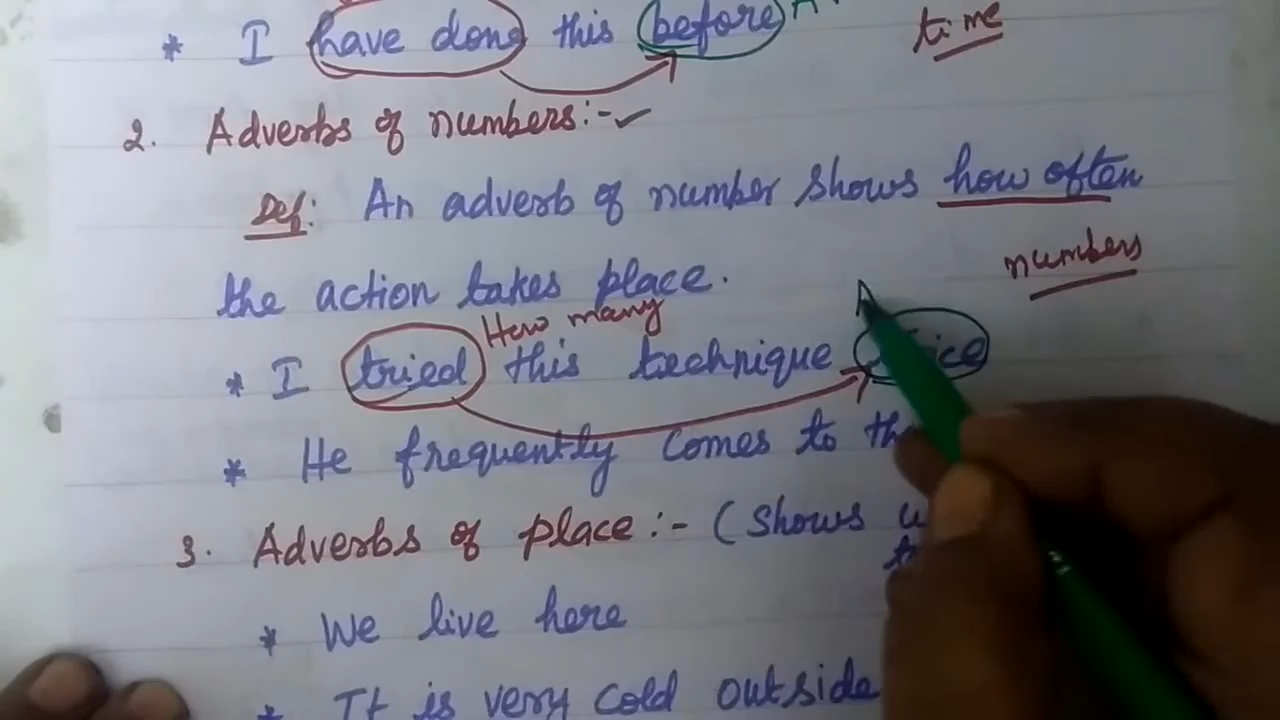 * I have done this before A
time
2. Adverbs of numbers:-
Def: An adverb of number shows how often
numbers
the action takes place.
How many
* I tried this technique
* He frequently comes to
3. Adverbs of place:- (shows
* We live here
* It is very cold outside